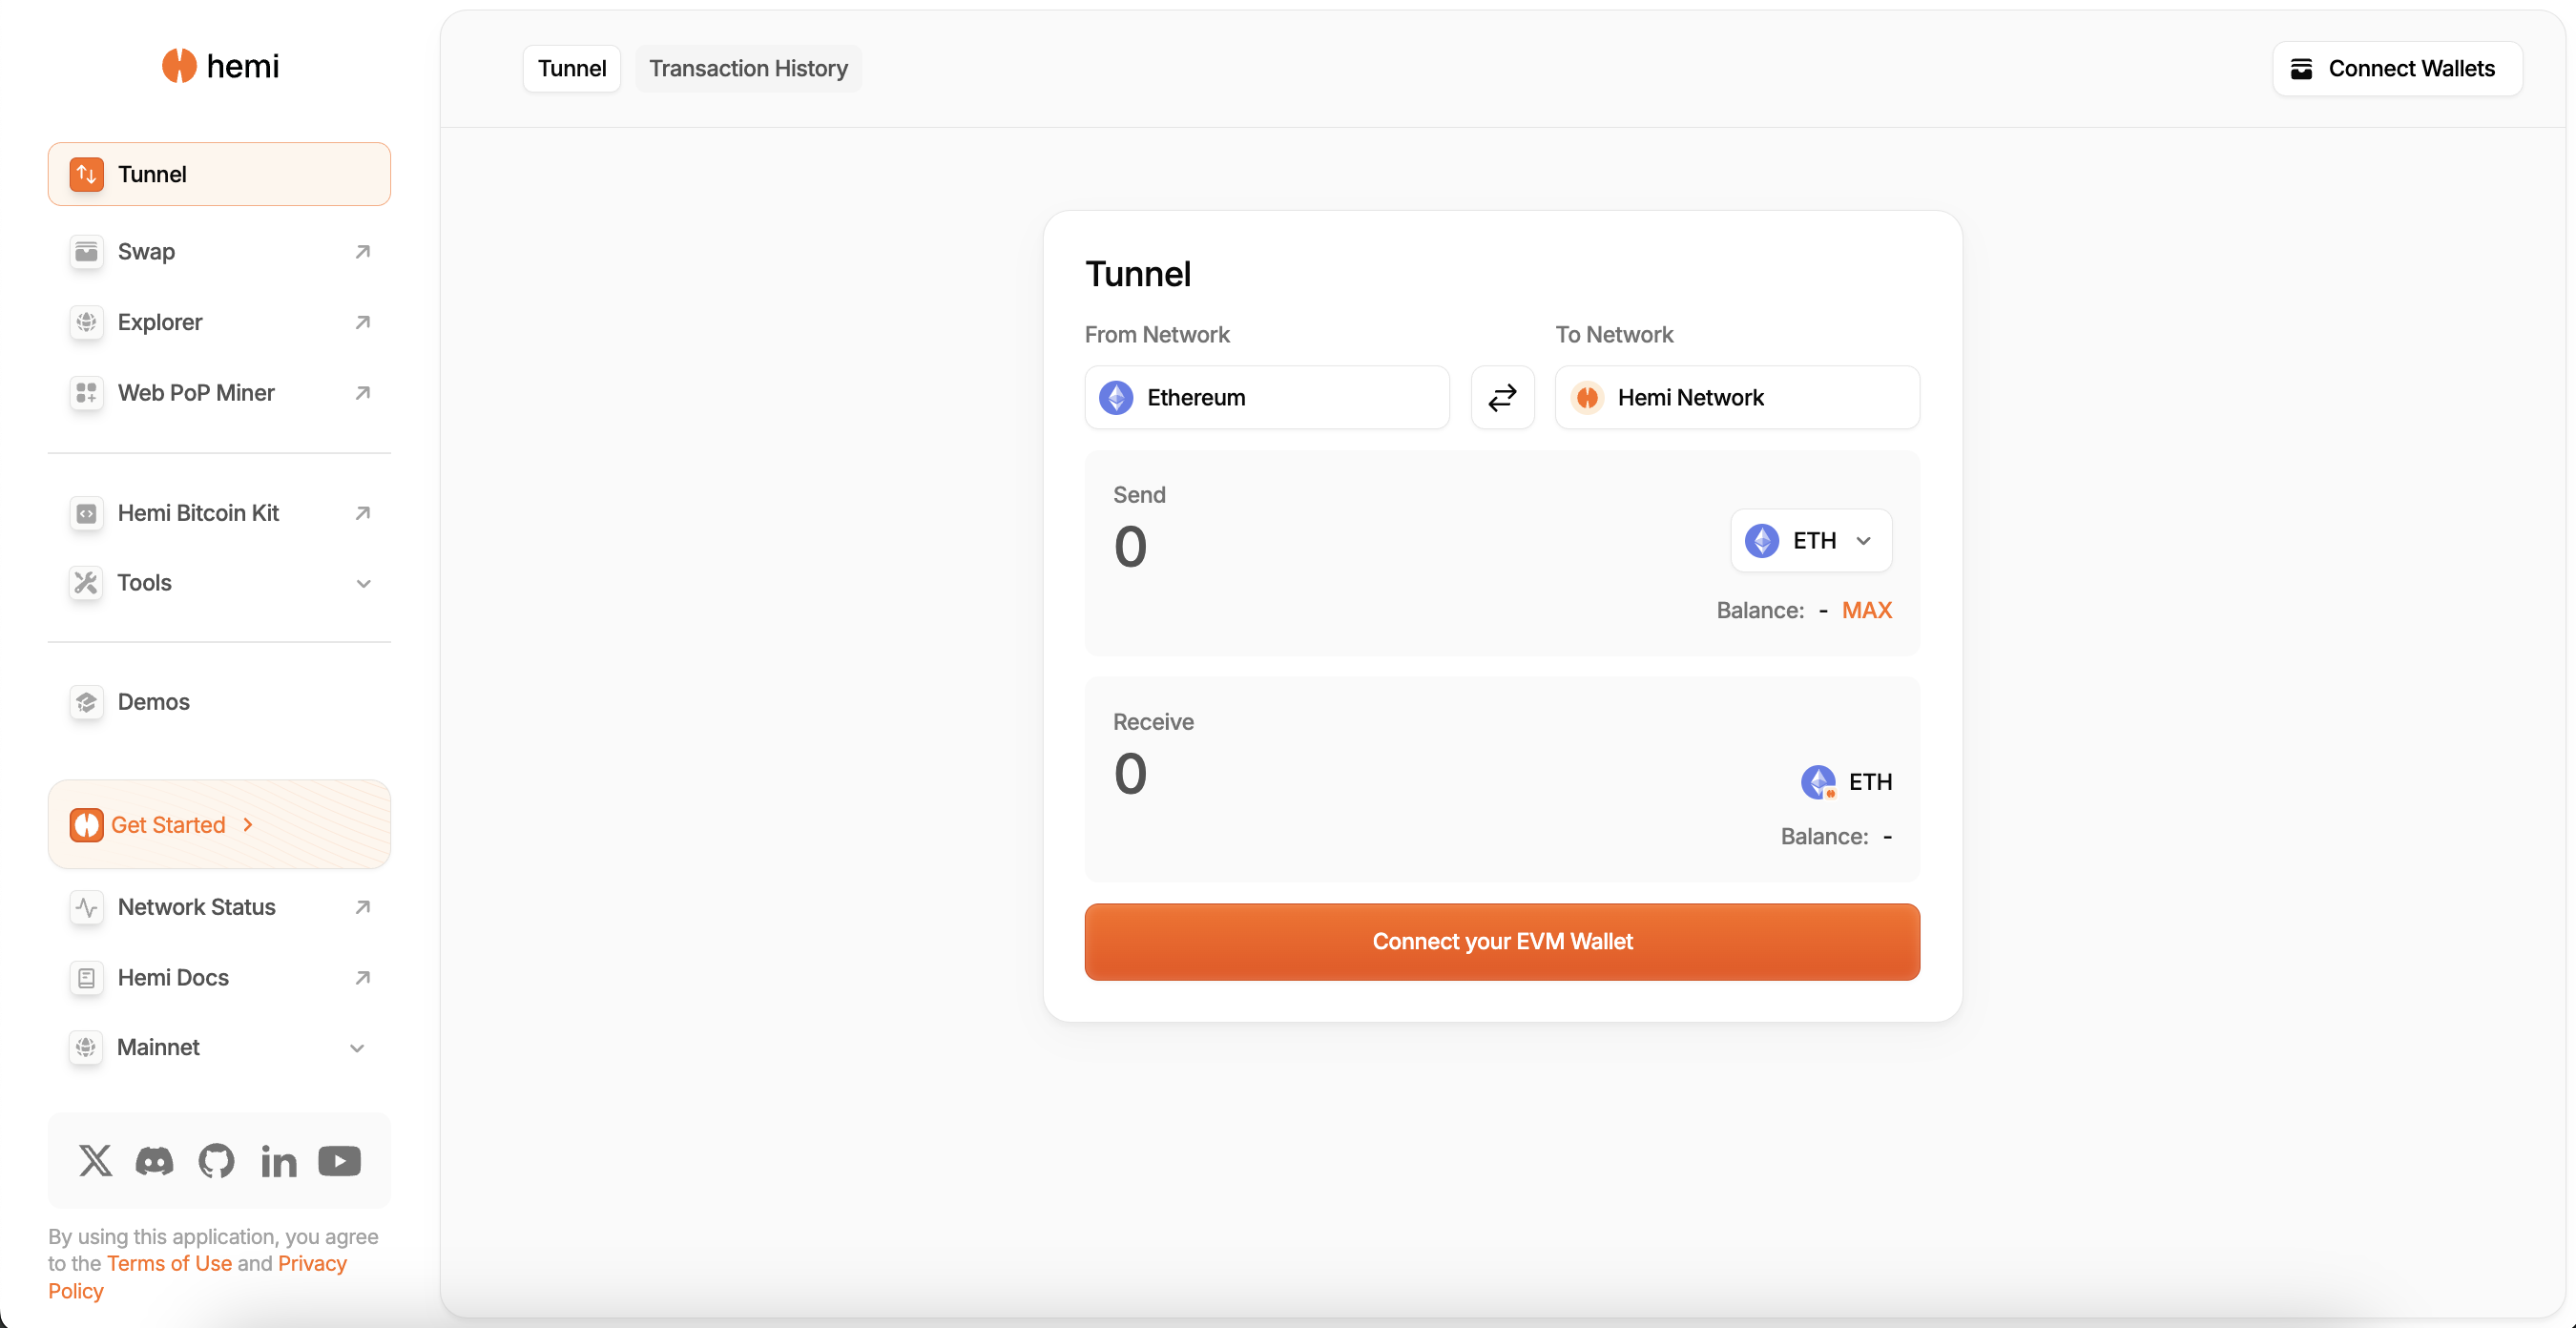 hemi
Tunnel
Swap
Explorer
Web PoP Miner
Hemi Bitcoin Kit
Tools
Demos
Get Started
Network Status
Hemi Docs
Mainnet
By using this application, you agree
to the Terms of Use and Privacy
Policy
Tunnel
Transaction History
Connect Wallets
Tunnel
From Network
To Network
Ethereum
Hemi Network
Send
0
ETH
Balance: - MAX
Receive
0
ETH
Balance: -
Connect your EVM Wallet